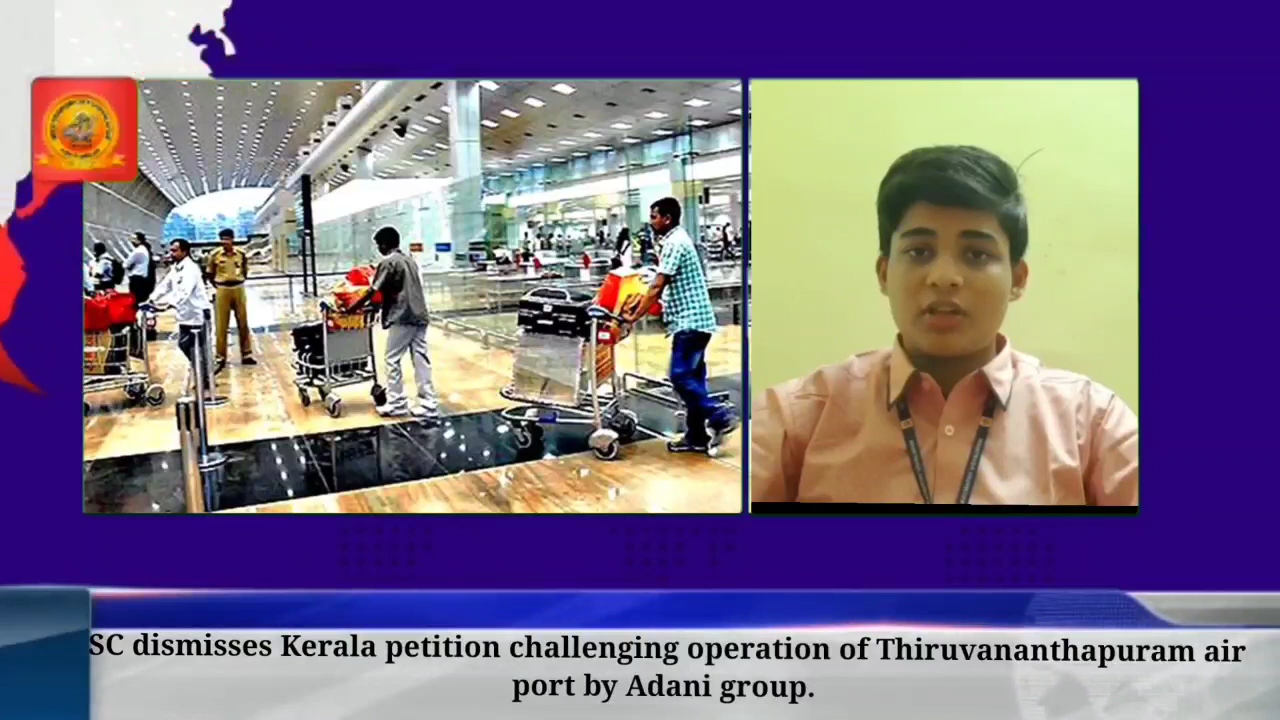 SC dismisses Kerala petition challenging operation of Thiruvananthapuram air
port by Adani group.